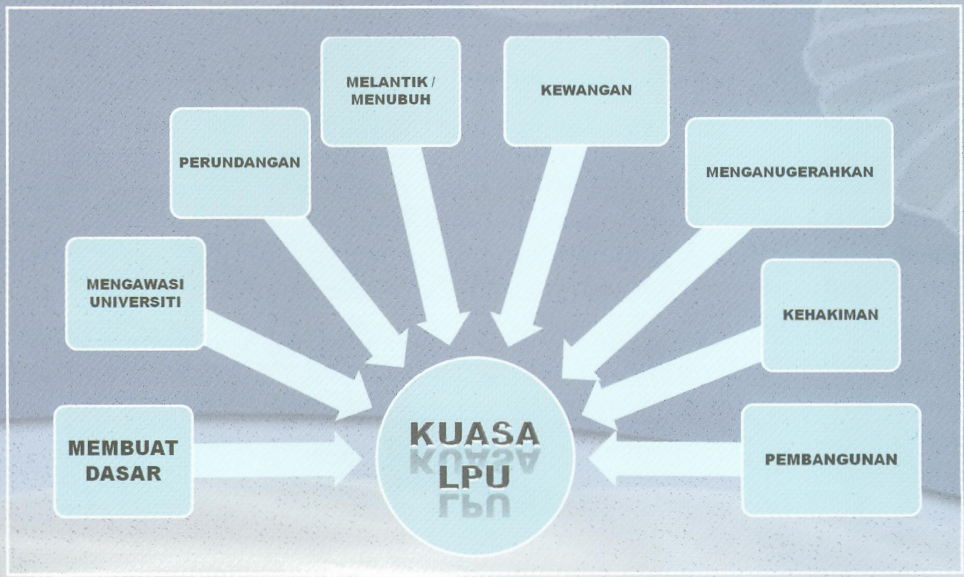 MELANTIK /
MENUBUH
KEWANGAN
PERUNDANGAN
MENGANUGERAHKAN
MENGAWASI
UNIVERSITI
KEHAKIMAN
MEMBUAT
DASAR
KUASA
LPU
PEMBANGUNAN